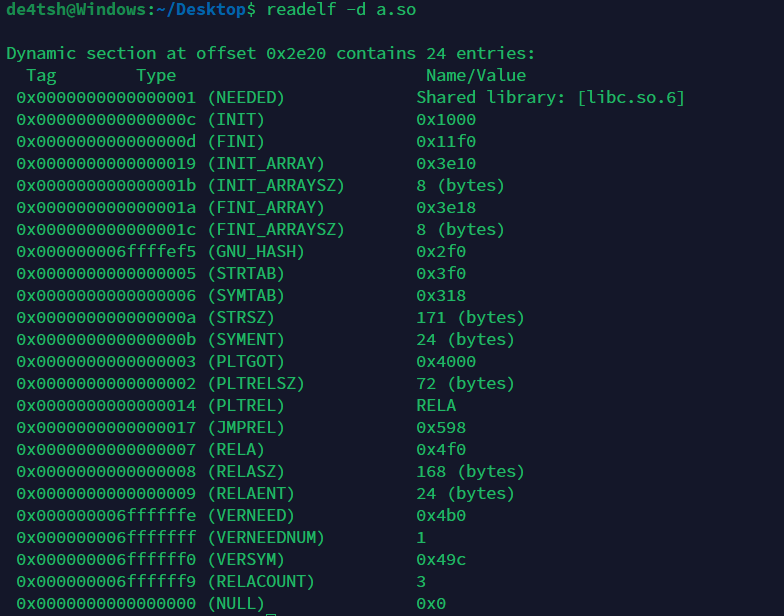 de4tsh@Windows:~/Desktop$ readelf -d a.so
Dynamic section at offset 0x2e20 contains 24 entries:
Tag Type Name/Value
0x0000000000000001 (NEEDED) Shared library: [libc.so.6]
0x000000000000000c (INIT) 0x1000
0x000000000000000d (FINI) 0x11f0
0x0000000000000019 (INIT_ARRAY) 0x3e10
0x000000000000001b (INIT_ARRAYSZ) 8 (bytes)
0x000000000000001a (FINI_ARRAY) 0x3e18
0x000000000000001c (FINI_ARRAYSZ) 8 (bytes)
0x000000006ffffef5 (GNU_HASH) 0x2f0
0x0000000000000005 (STRTAB) 0x3f0
0x0000000000000006 (SYMTAB) 0x318
0x000000000000000a (STRSZ) 171 (bytes)
0x000000000000000b (SYMENT) 24 (bytes)
0x0000000000000003 (PLTGOT) 0x4000
0x0000000000000002 (PLTRELSZ) 72 (bytes)
0x0000000000000014 (PLTREL) RELA
0x0000000000000017 (JMPREL) 0x598
0x0000000000000007 (RELA) 0x4f0
0x0000000000000008 (RELASZ) 168 (bytes)
0x0000000000000009 (RELAENT) 24 (bytes)
0x000000006ffffffe (VERNEED) 0x4b0
0x000000006fffffff (VERNEEDNUM) 1
0x000000006ffffff0 (VERSYM) 0x49c
0x000000006ffffff9 (RELACOUNT) 3
0x0000000000000000 (NULL) 0x0